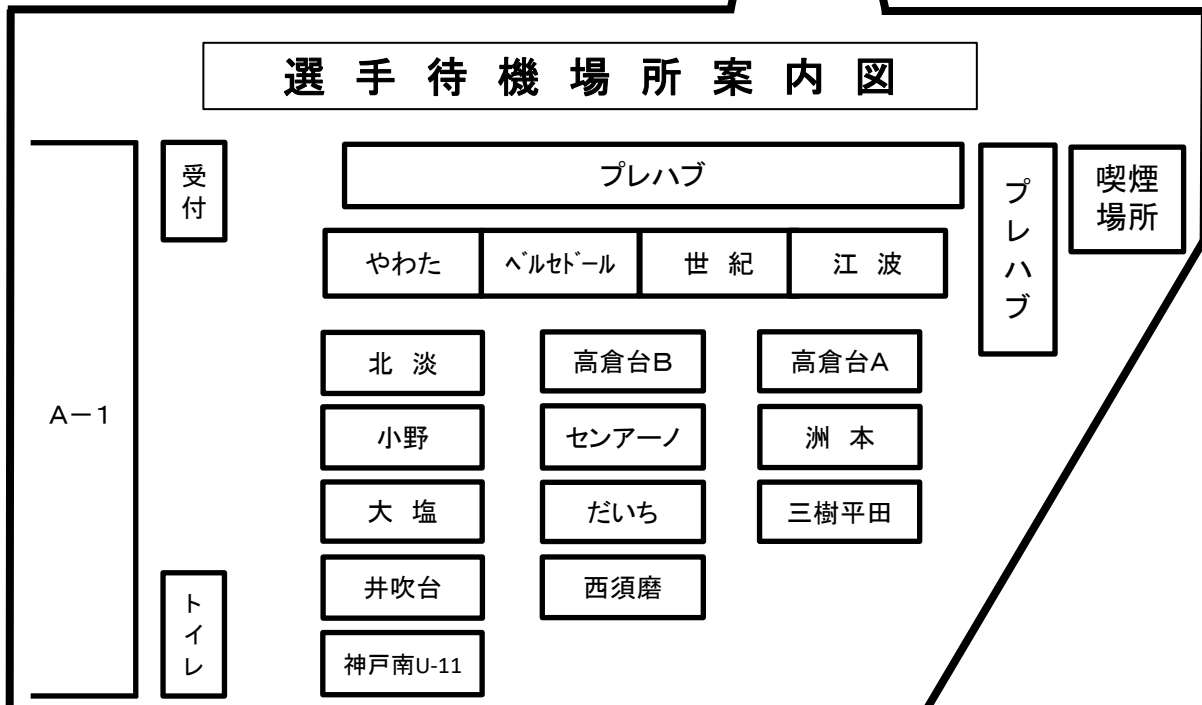 選手待機場所案内図
受付
プレハブ
プレハブ
喫煙
場所
やわた
ベルセドール
世紀
江波
北淡
高倉台B
高倉台A
A－1
小野
センアーノ
洲本
大塩
だいち
三樹平田
井吹台
西須磨
トイレ
神戸南U-11